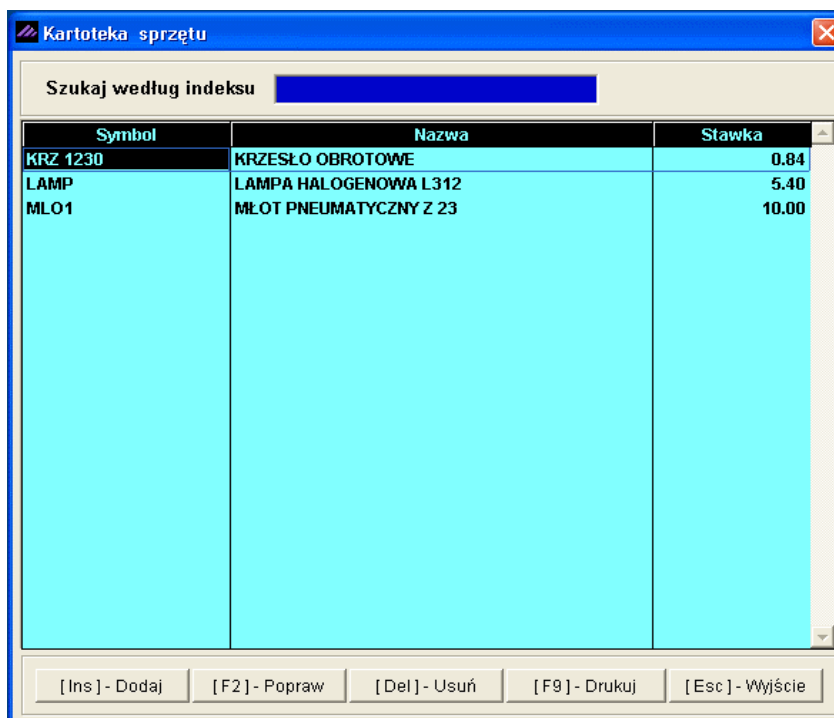 Kartoteka sprzętu
Szukaj według indeksu
Symbol Nazwa Stawka
KRZ 1230 KRZESŁO OBROTOWE 0.84
LAMP LAMPA HALOGENOWA L312 5.40
MLO1 MŁOT PNEUMATYCZNY Z 23 10.00
[Ins] - Dodaj [F2] - Popraw [Del] - Usuń [F9] - Drukuj [Esc] - Wyjście